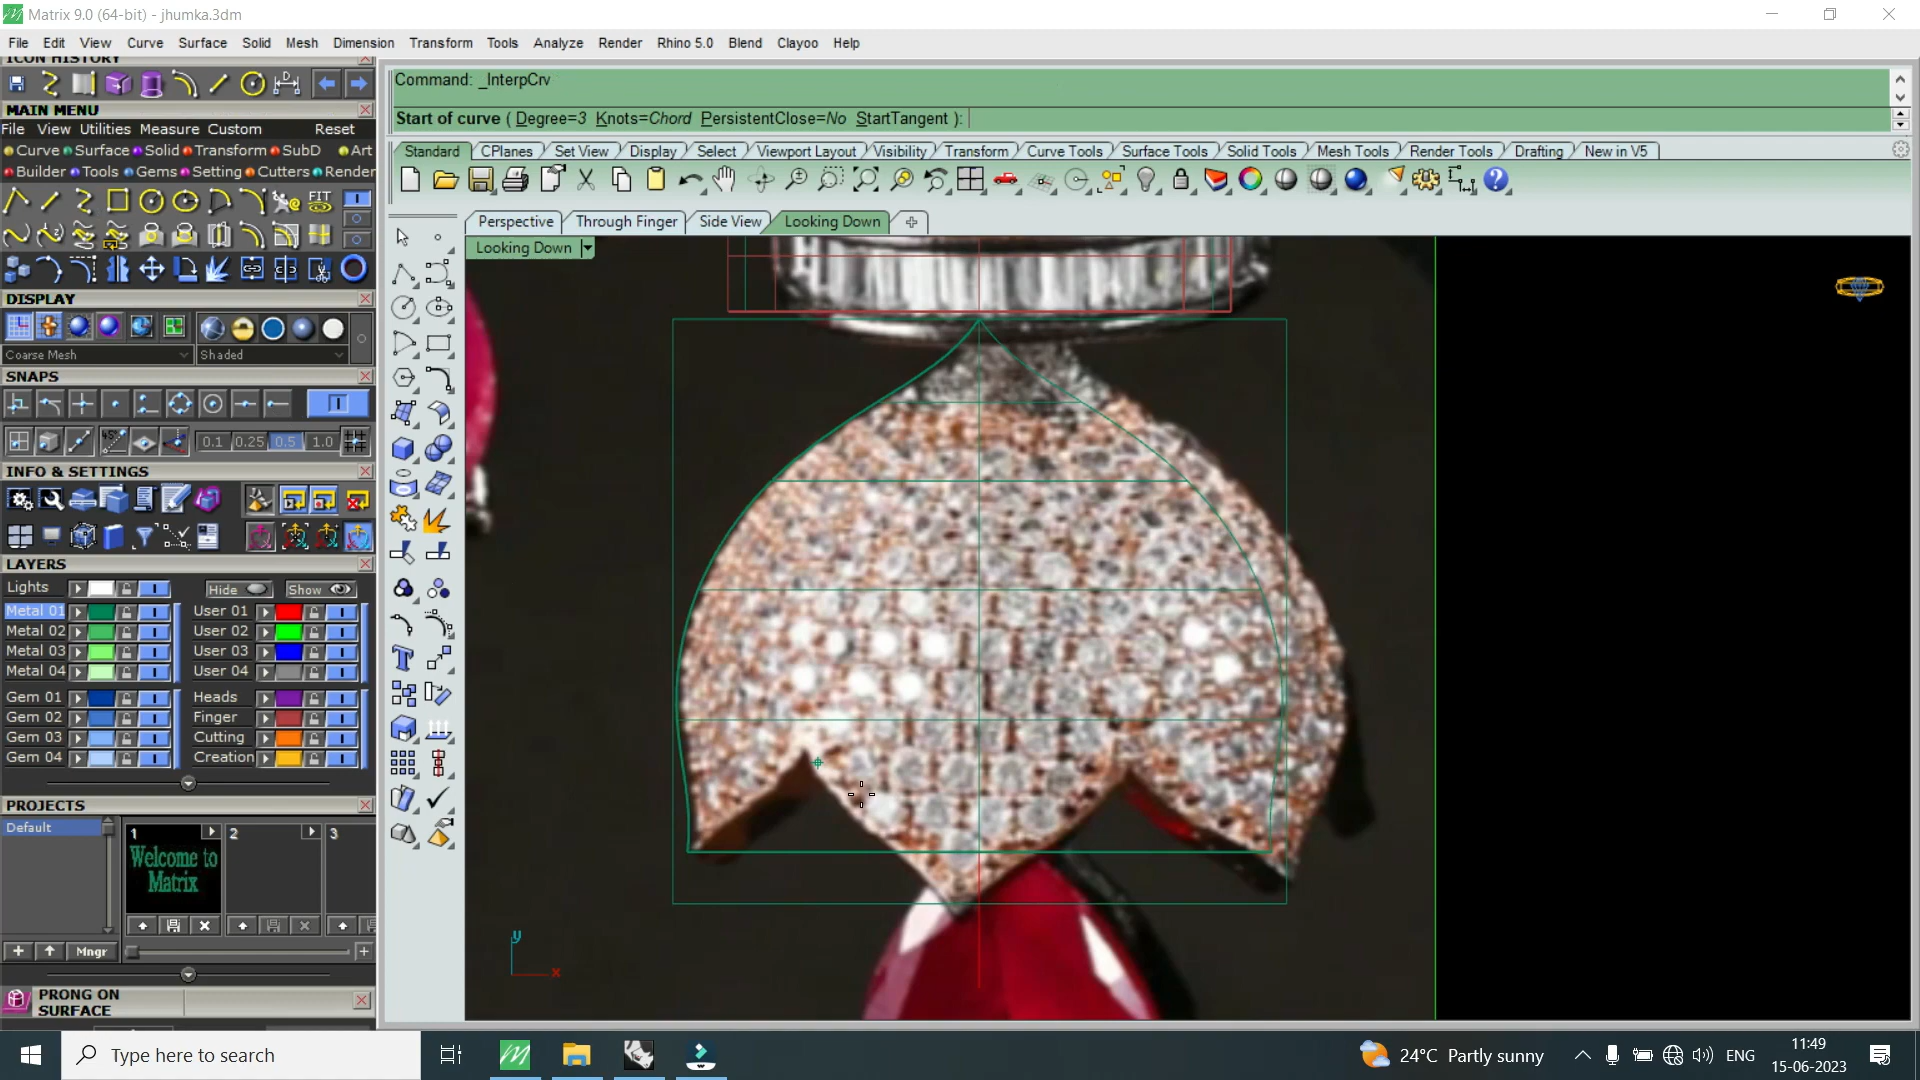 Matrix 9.0 (64-bit) - jhumka.3dm
File Edit View Curve Surface Solid Mesh Dimension Transform Tools Analyze Render Rhino 5.0 Blend Clayoo Help
ICON HISTORY
Command: _InterpCrv
Start of curve ( Degree=3 Knots=Chord PersistentClose=No StartTangent ):
MAIN MENU
File View Utilities Measure Custom Reset
Curve Surface Solid Transform SubD Art
Builder Tools Gems Setting Cutters Render
Standard CPlanes Set View Display Select Viewport Layout Visibility Transform Curve Tools Surface Tools Solid Tools Mesh Tools Render Tools Drafting New in V5
FIT
Perspective Through Finger Side View Looking Down
Looking Down
DISPLAY
Coarse Mesh Shaded
SNAPS
0.1 0.25 0.5 1.0
INFO & SETTINGS
LAYERS
Lights Hide Show
Metal 01 User 01
Metal 02 User 02
Metal 03 User 03
Metal 04 User 04
Gem 01 Heads
Gem 02 Finger
Gem 03 Cutting
Gem 04 Creation
PROJECTS
Default 1 2 3
Welcome to
Matrix
Mngr
PRONG ON
SURFACE
y
x
Type here to search
24°C Partly sunny
ENG
11:49
15-06-2023